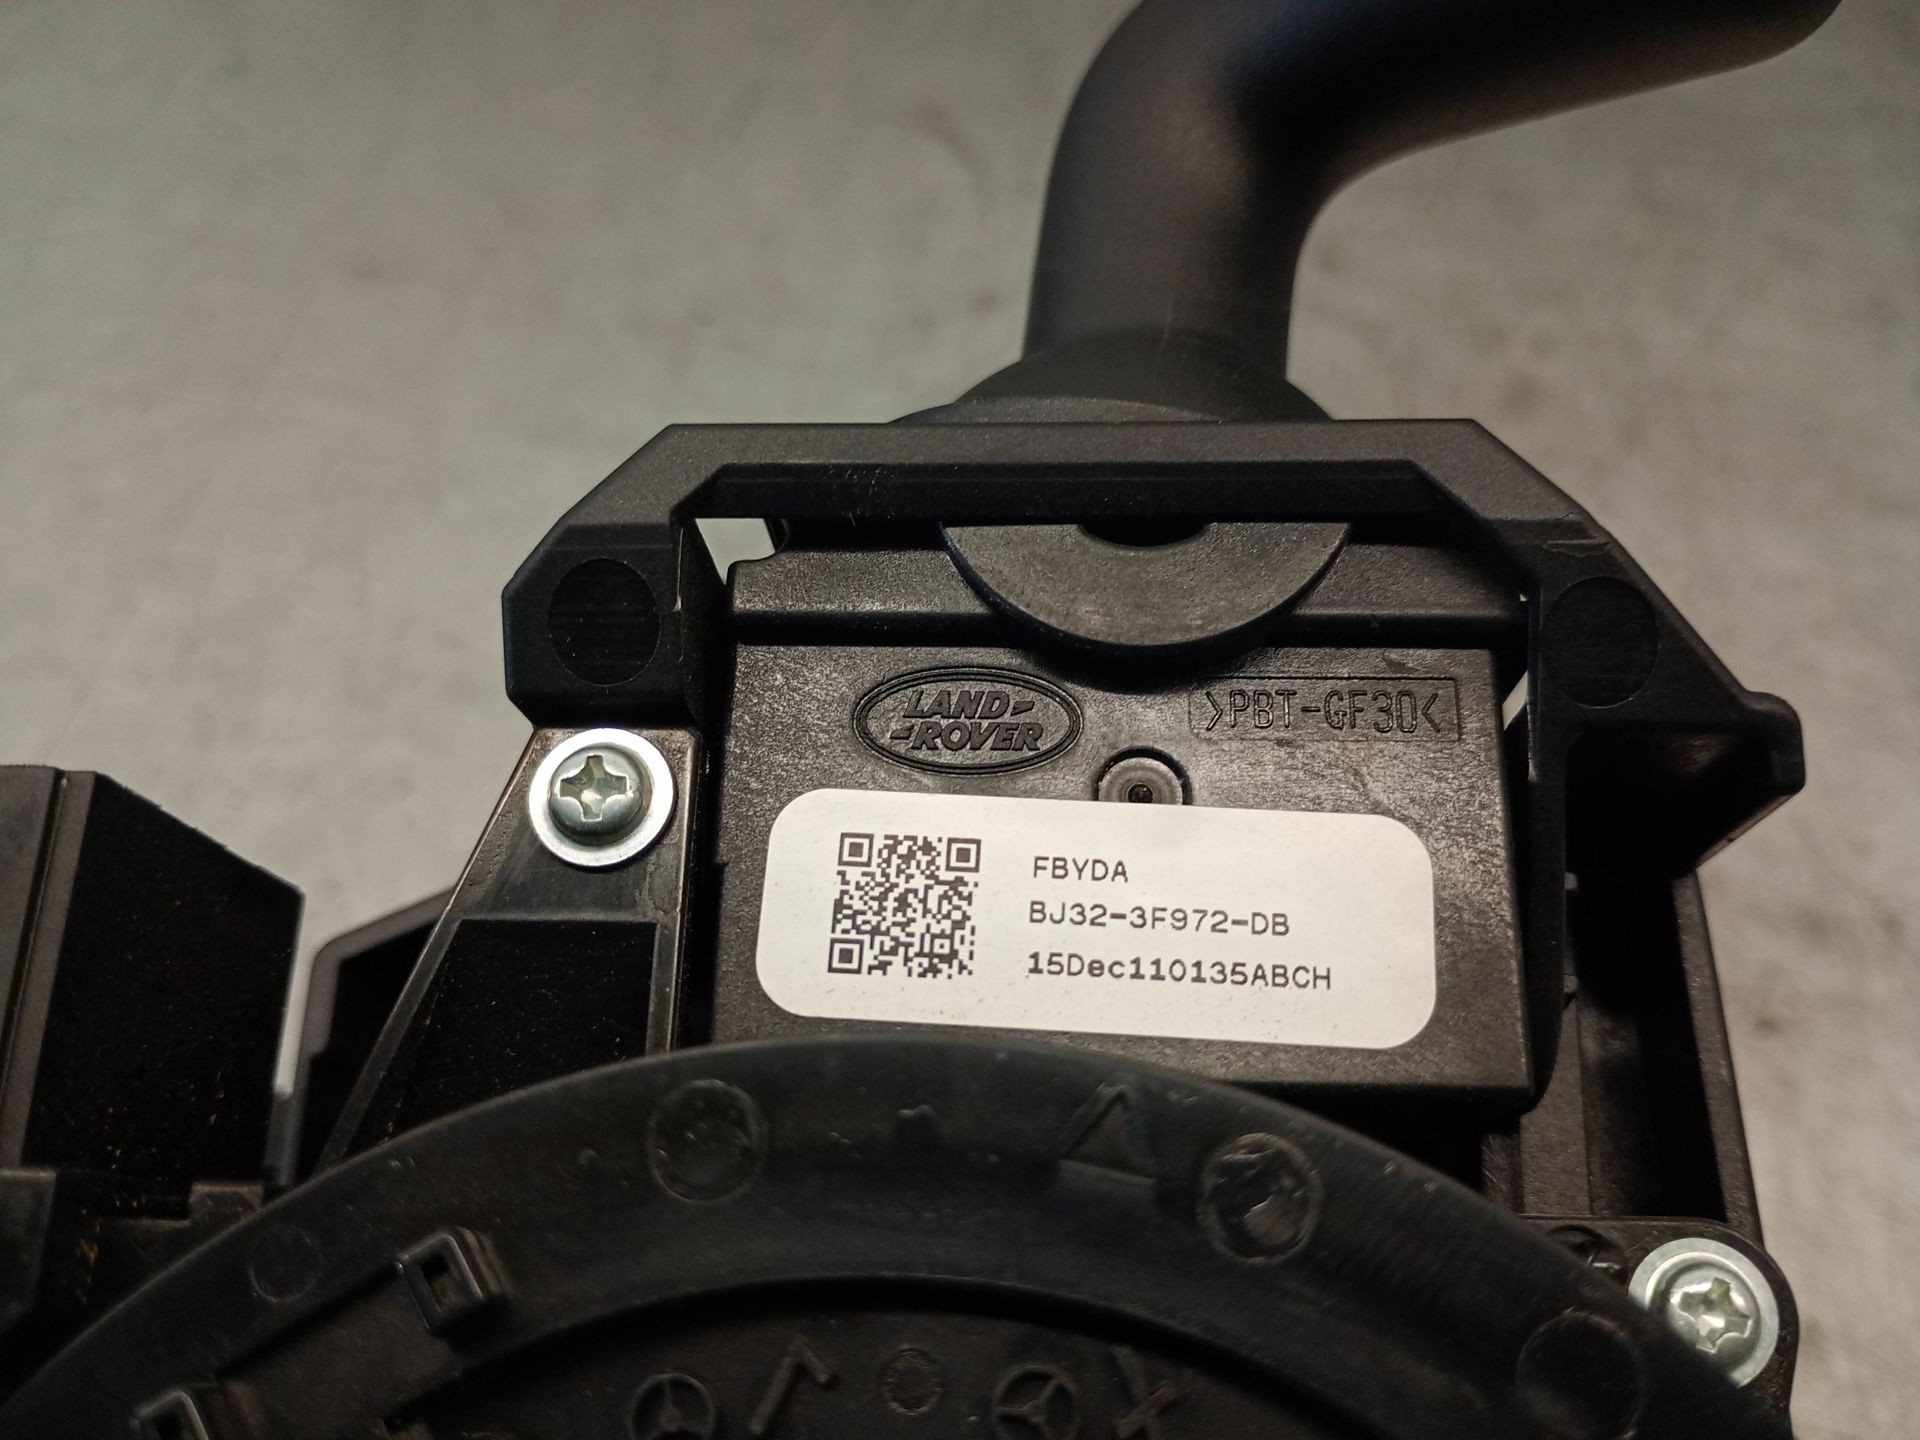 LAND-
-ROVER
>PBT-GF30<
FBYDA
BJ32-3F972-DB
15Dec110135ABCH